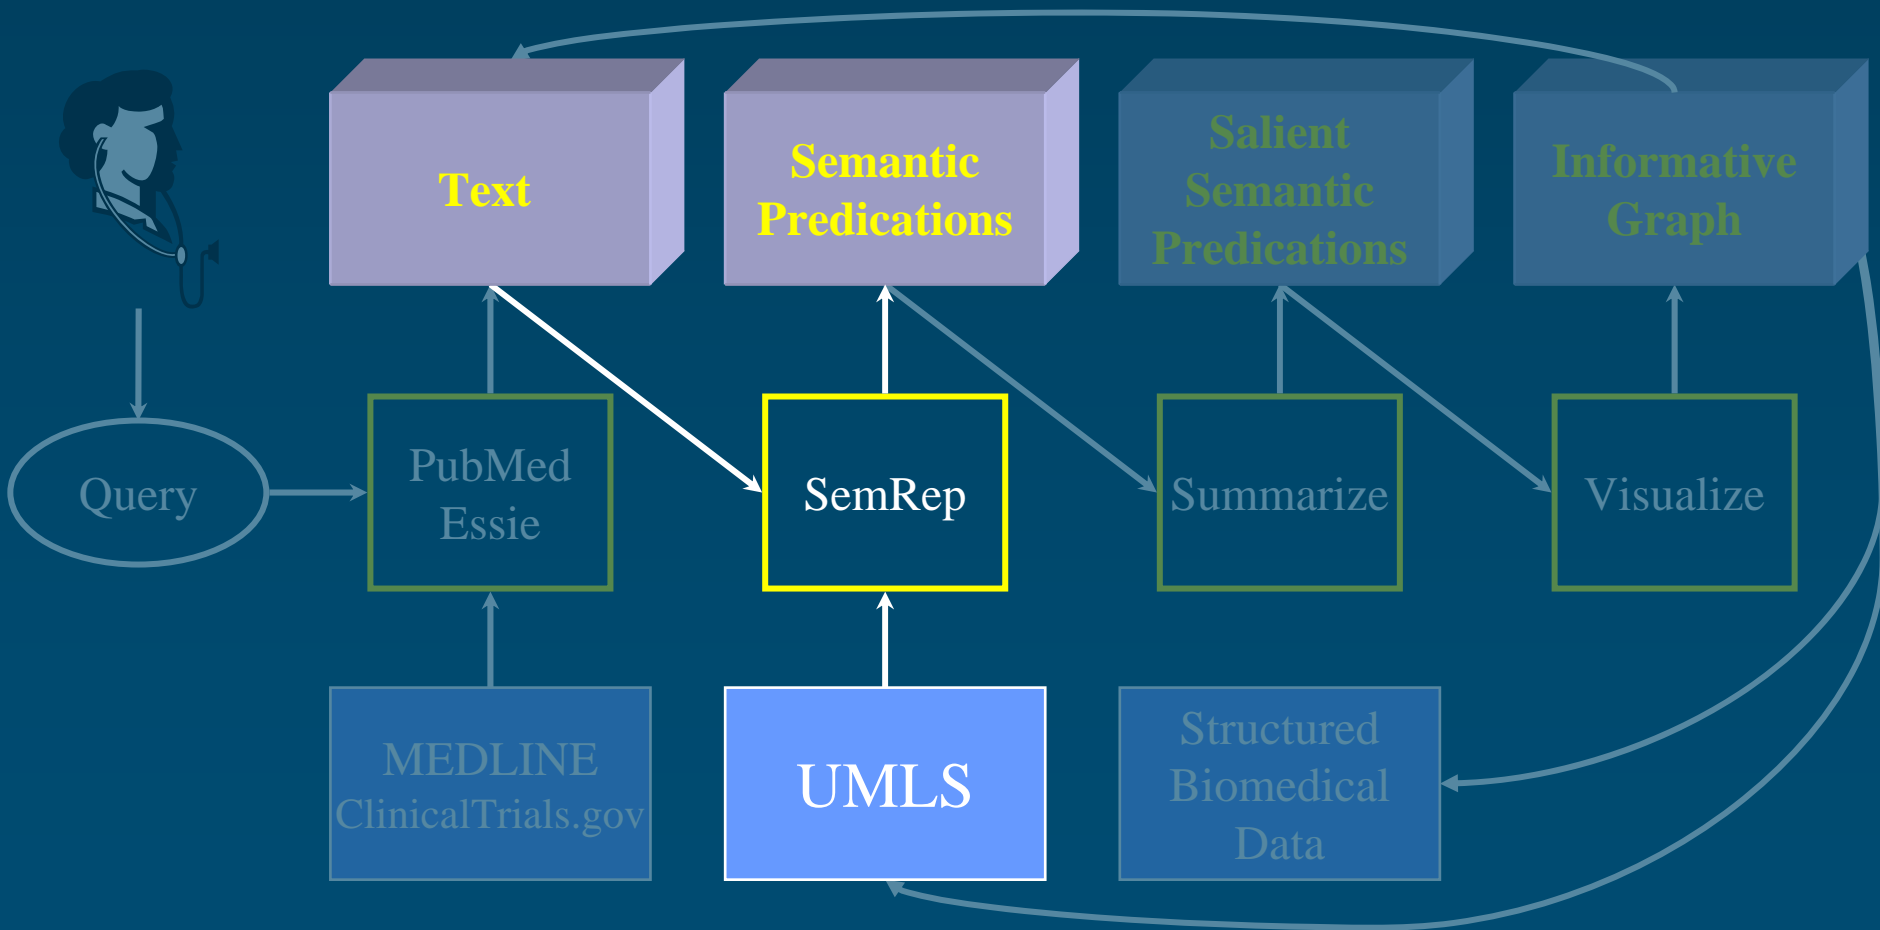 Text
Semantic
Predications
Salient
Semantic
Predications
Informative
Graph
Query
PubMed
Essie
SemRep
Summarize
Visualize
MEDLINE
ClinicalTrials.gov
UMLS
Structured
Biomedical
Data